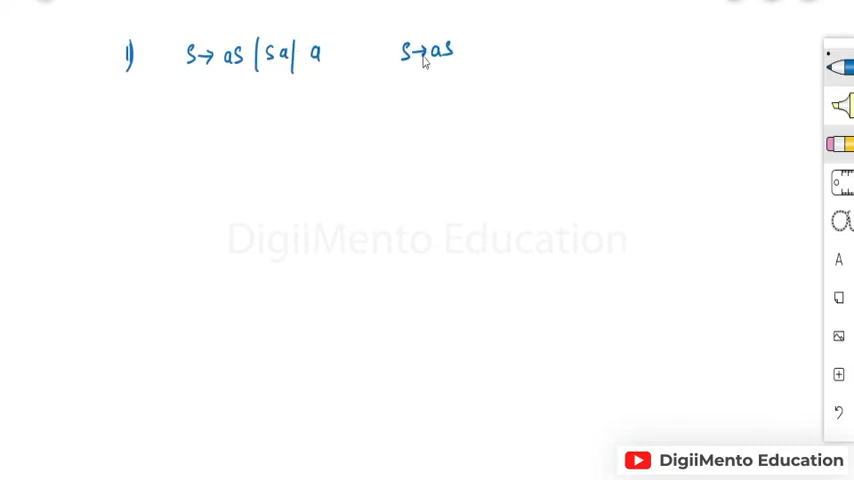 1) S→ aS | Sa | a S→aS
DigiiMento Education
A
DigiiMento Education